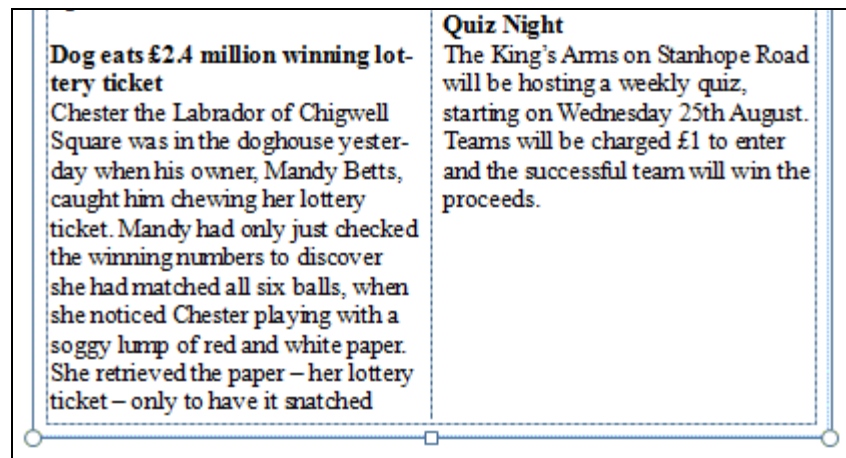 Dog eats £2.4 million winning lot-
tery ticket
Chester the Labrador of Chigwell
Square was in the doghouse yester-
day when his owner, Mandy Betts,
caught him chewing her lottery
ticket. Mandy had only just checked
the winning numbers to discover
she had matched all six balls, when
she noticed Chester playing with a
soggy lump of red and white paper.
She retrieved the paper – her lottery
ticket – only to have it snatched
Quiz Night
The King’s Arms on Stanhope Road
will be hosting a weekly quiz,
starting on Wednesday 25th August.
Teams will be charged £1 to enter
and the successful team will win the
proceeds.